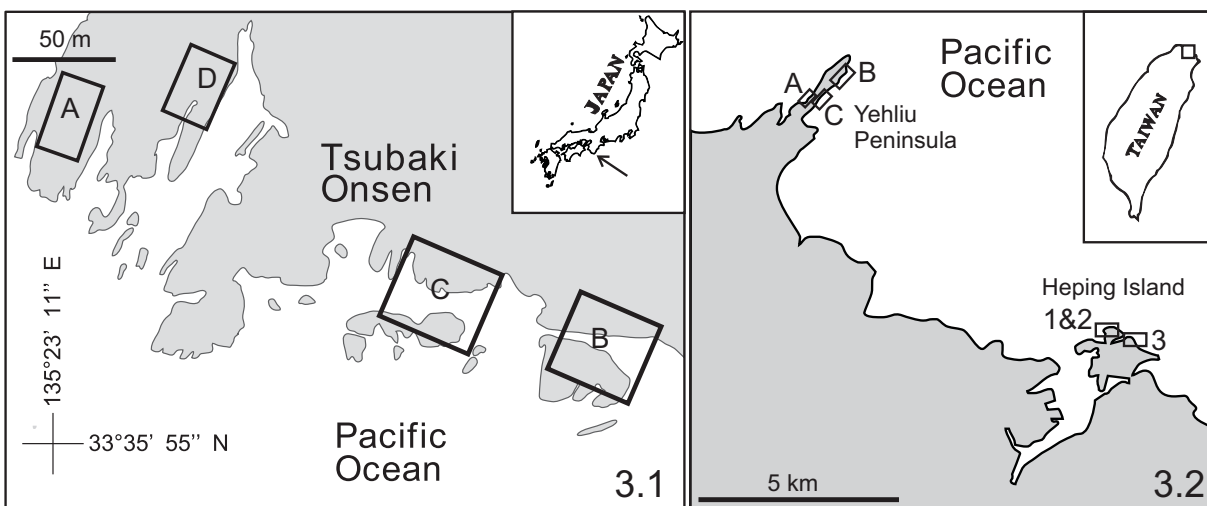 50 m
A
D
JAPAN
Tsubaki
Onsen
C
B
135°23’ 11’’ E
33°35’ 55’’ N
Pacific
Ocean
3.1
Pacific
Ocean
TAIWAN
A
B
C
Yehliu
Peninsula
Heping Island
1&2
3
5 km
3.2